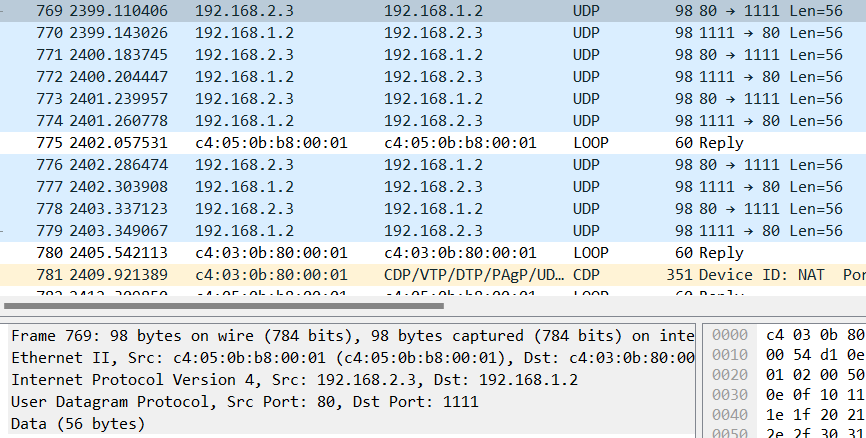 769 2399.110406 192.168.2.3 192.168.1.2 UDP 98 80 → 1111 Len=56
770 2399.143026 192.168.1.2 192.168.2.3 UDP 98 1111 → 80 Len=56
771 2400.183745 192.168.2.3 192.168.1.2 UDP 98 80 → 1111 Len=56
772 2400.204447 192.168.1.2 192.168.2.3 UDP 98 1111 → 80 Len=56
773 2401.239957 192.168.2.3 192.168.1.2 UDP 98 80 → 1111 Len=56
774 2401.260778 192.168.1.2 192.168.2.3 UDP 98 1111 → 80 Len=56
775 2402.057531 c4:05:0b:b8:00:01 c4:05:0b:b8:00:01 LOOP 60 Reply
776 2402.286474 192.168.2.3 192.168.1.2 UDP 98 80 → 1111 Len=56
777 2402.303908 192.168.1.2 192.168.2.3 UDP 98 1111 → 80 Len=56
778 2403.337123 192.168.2.3 192.168.1.2 UDP 98 80 → 1111 Len=56
779 2403.349067 192.168.1.2 192.168.2.3 UDP 98 1111 → 80 Len=56
780 2405.542113 c4:03:0b:80:00:01 c4:03:0b:80:00:01 LOOP 60 Reply
781 2409.921389 c4:03:0b:80:00:01 CDP/VTP/DTP/PAgP/UD… CDP 351 Device ID: NAT Por
Frame 769: 98 bytes on wire (784 bits), 98 bytes captured (784 bits) on inte
Ethernet II, Src: c4:05:0b:b8:00:01 (c4:05:0b:b8:00:01), Dst: c4:03:0b:80:00
Internet Protocol Version 4, Src: 192.168.2.3, Dst: 192.168.1.2
User Datagram Protocol, Src Port: 80, Dst Port: 1111
Data (56 bytes)
0000 c4 03 0b 80
0010 00 54 d1 0e
0020 01 02 00 50
0030 0e 0f 10 11
0040 1e 1f 20 21
0050 2e 2f 30 31